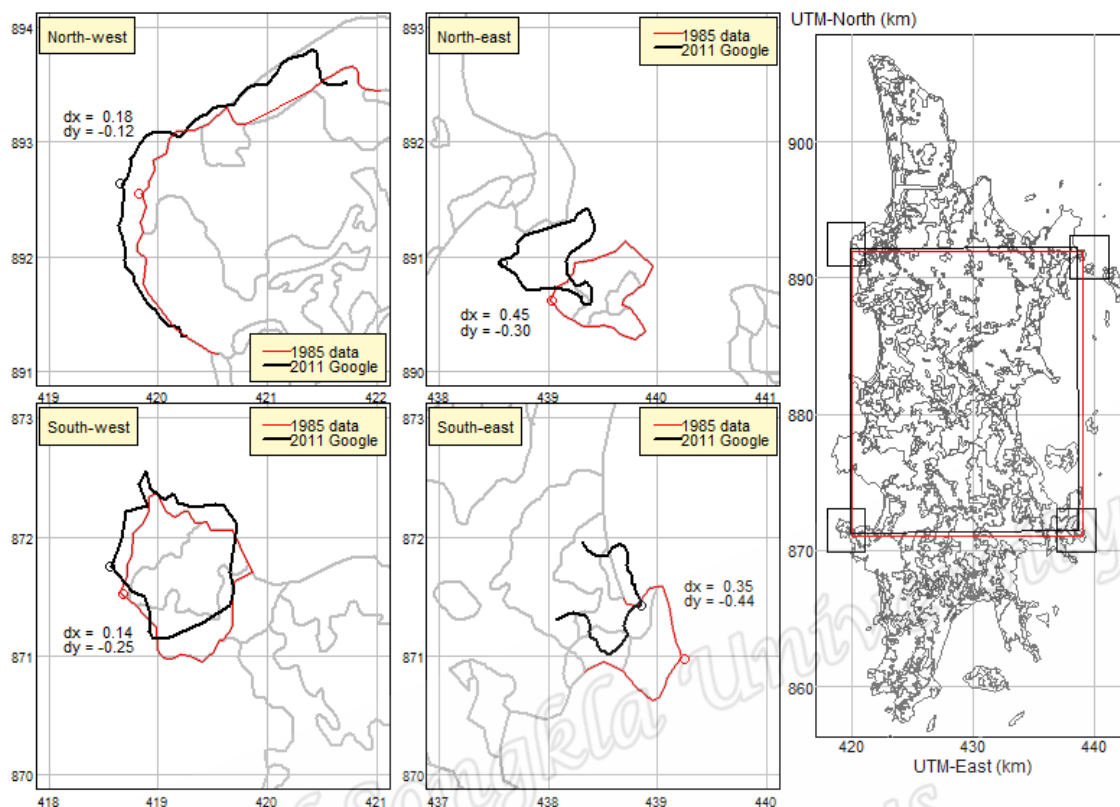 North-west
1985 data
2011 Google
dx = 0.18
dy = -0.12
894
893
892
891
419
420
421
422
North-east
1985 data
2011 Google
dx = 0.45
dy = -0.30
893
892
891
890
438
439
440
441
South-west
1985 data
2011 Google
dx = 0.14
dy = -0.25
873
872
871
870
418
419
420
421
South-east
1985 data
2011 Google
dx = 0.35
dy = -0.44
873
872
871
870
437
438
439
440
UTM-North (km)
900
890
880
870
860
420
430
440
UTM-East (km)
Songkla University